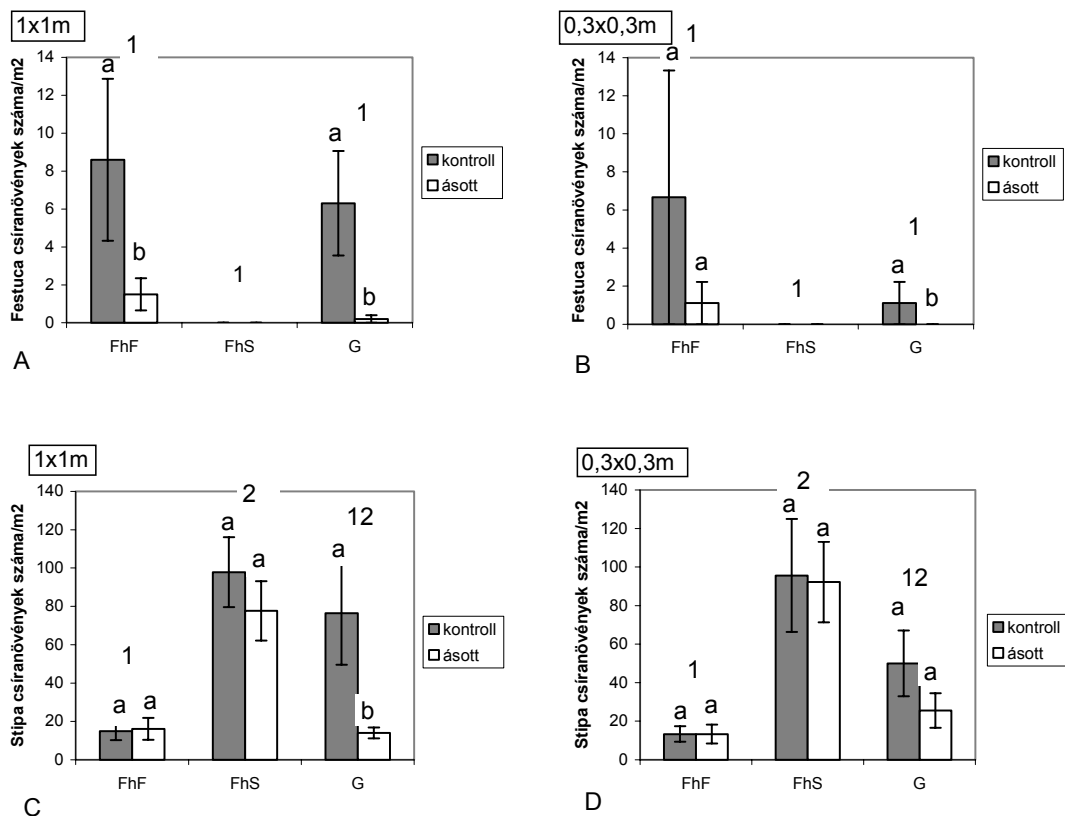 1x1m
1
14
12
10
8
6
4
2
0
Festuca csíranövények száma/m2
a
b
1
1
a
b
FhF
FhS
G
kontroll
ásott
A
0,3x0,3m
1
14
12
10
8
6
4
2
0
Festuca csíranövények száma/m2
a
a
1
1
a
b
FhF
FhS
G
kontroll
ásott
B
1x1m
140
120
100
80
60
40
20
0
Stipa csíranövények száma/m2
1
a
a
2
a
a
12
a
b
FhF
FhS
G
kontroll
ásott
C
0,3x0,3m
140
120
100
80
60
40
20
0
Stipa csíranövények száma/m2
1
a
a
2
a
a
12
a
a
FhF
FhS
G
kontroll
ásott
D